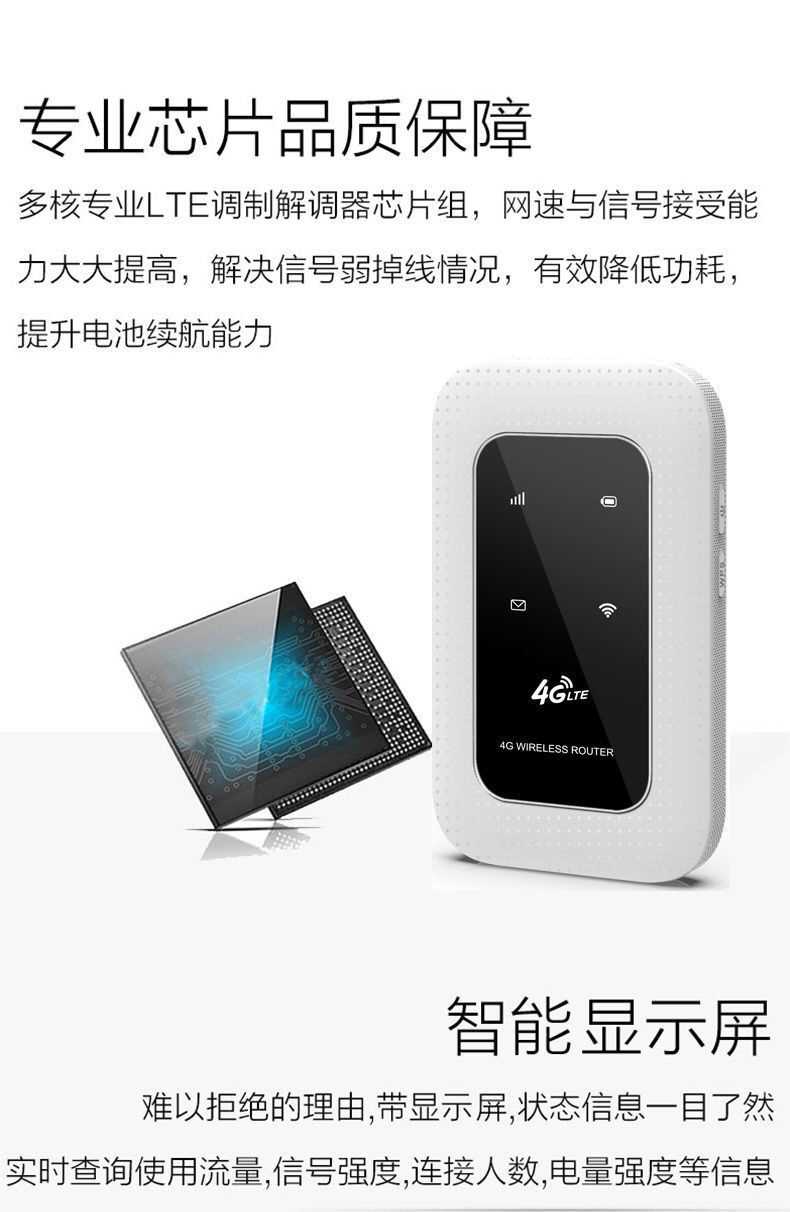 专业芯片品质保障
多核专业LTE调制解调器芯片组，网速与信号接受能
力大大提高，解决信号弱掉线情况，有效降低功耗，
提升电池续航能力
WPS
4G LTE
4G WIRELESS ROUTER
智能显示屏
难以拒绝的理由,带显示屏,状态信息一目了然
实时查询使用流量,信号强度,连接人数,电量强度等信息